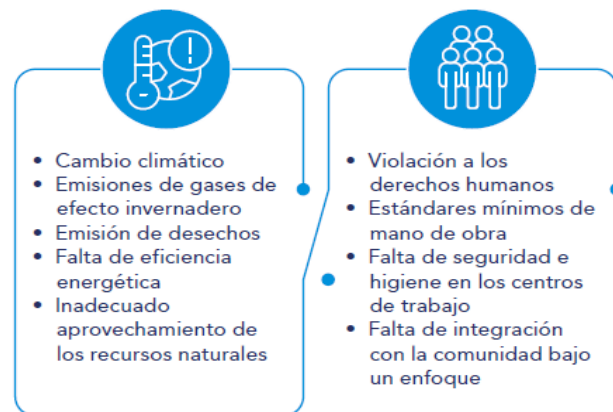 • Cambio climático
• Emisiones de gases de
efecto invernadero
• Emisión de desechos
• Falta de eficiencia
energética
• Inadecuado
aprovechamiento de
los recursos naturales
• Violación a los
derechos humanos
• Estándares mínimos de
mano de obra
• Falta de seguridad e
higiene en los centros
de trabajo
• Falta de integración
con la comunidad bajo
un enfoque